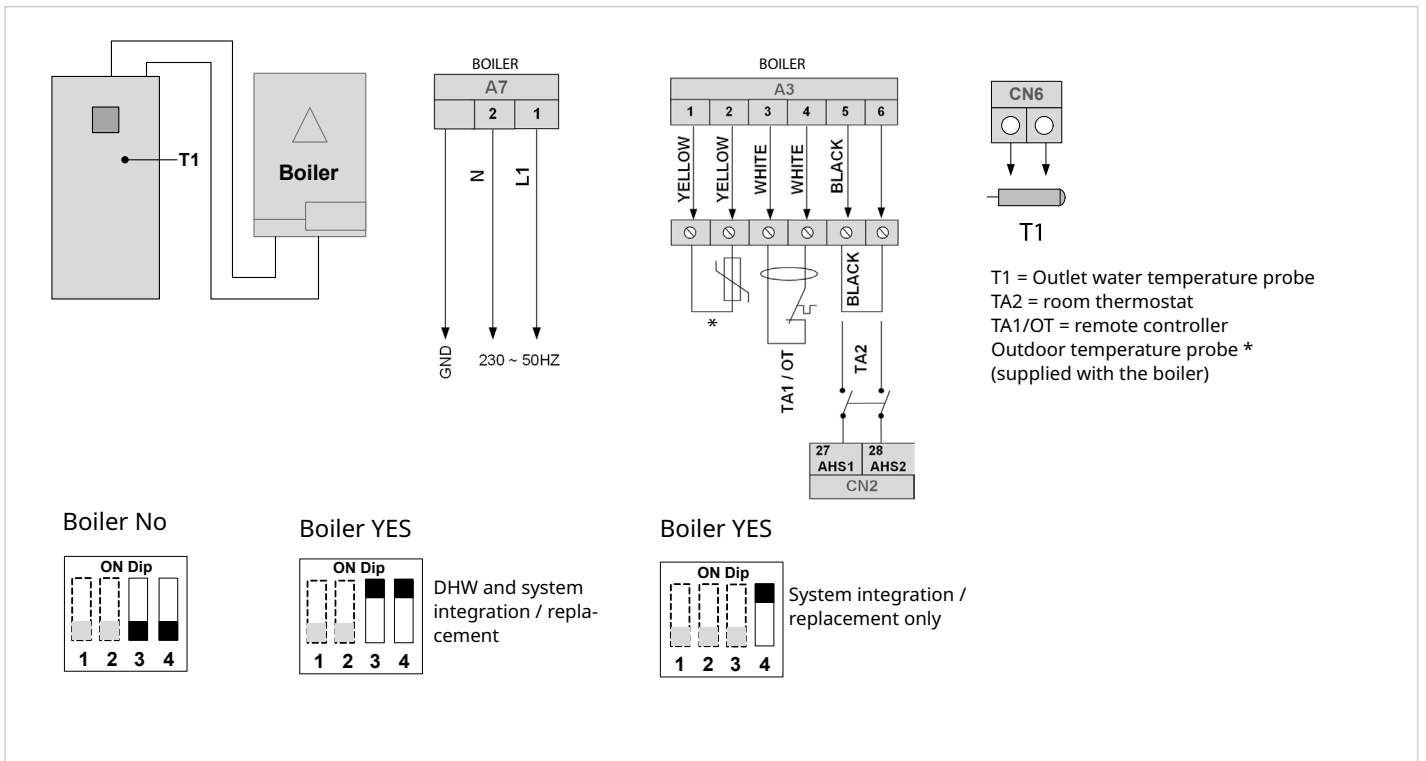 T1
Boiler
BOILER
A7
2 1
N
L1
GND
230 ~ 50HZ
BOILER
A3
1 2 3 4 5 6
YELLOW
YELLOW
WHITE
WHITE
BLACK
BLACK
*
TA1 / OT
TA2
27 28
AHS1 AHS2
CN2
CN6
T1
T1 = Outlet water temperature probe
TA2 = room thermostat
TA1/OT = remote controller
Outdoor temperature probe *
(supplied with the boiler)
Boiler No
ON Dip
1 2 3 4
Boiler YES
ON Dip
1 2 3 4
DHW and system
integration / repla-
cement
Boiler YES
ON Dip
1 2 3 4
System integration /
replacement only